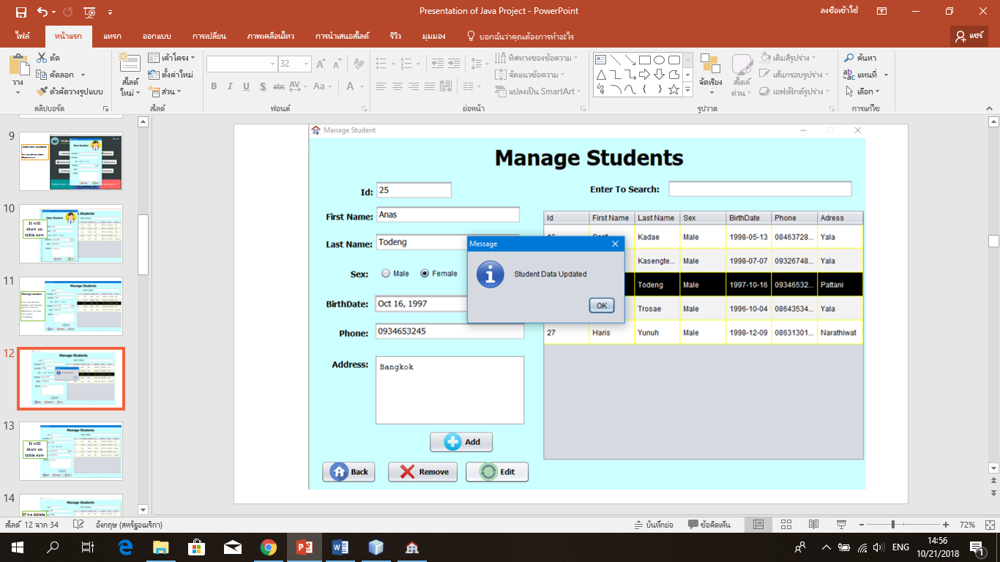 Presentation of Java Project - PowerPoint
ลงชื่อเข้าใช้
ไฟล์ หน้าแรก แทรก ออกแบบ การเปลี่ยน ภาพเคลื่อนไหว การนำเสนอสไลด์ รีวิว มุมมอง บอกฉันว่าคุณต้องการทำอะไร แชร์
วาง
ตัด
คัดลอก
ตัวคัดวางรูปแบบ
คลิปบอร์ด
สไลด์
ใหม่
เค้าโครง
ตั้งค่าใหม่
ส่วน
สไลด์
32
B I U S abc AV Aa A
ฟอนต์
ทิศทางของข้อความ
จัดแนวข้อความ
แปลงเป็น SmartArt
ย่อหน้า
จัดเรียง
สไตล์
ด่วน
เติมสีรูปร่าง
เส้นกรอบรูปร่าง
เอฟเฟ็กต์รูปร่าง
รูปวาด
ค้นหา
แทนที่
เลือก
การแก้ไข
9
Add new student
10
It will
show on
table now
11
Manage student
Manage Students
12
Manage Students
13
It will
show on
table now
Manage Students
14
If we delete
Manage Students
Manage Student
Manage Students
Id: 25
Enter To Search:
First Name: Anas
Last Name: Todeng
Sex: Male Female
BirthDate: Oct 16, 1997
Phone: 0934653245
Address: Bangkok
Add
Back Remove Edit
Id First Name Last Name Sex BirthDate Phone Adress
Kadae Male 1998-05-13 08463728... Yala
Kasengte... Male 1998-07-07 09326748... Yala
Todeng Male 1997-10-16 09346532... Pattani
Trosae Male 1996-10-04 08643534... Yala
27 Haris Yunuh Male 1998-12-09 08631301... Narathiwat
Message
Student Data Updated
OK
สไลด์ 12 จาก 34 อังกฤษ (สหรัฐอเมริกา) บันทึกย่อ ข้อคิดเห็น 72%
ENG
14:56
10/21/2018
1